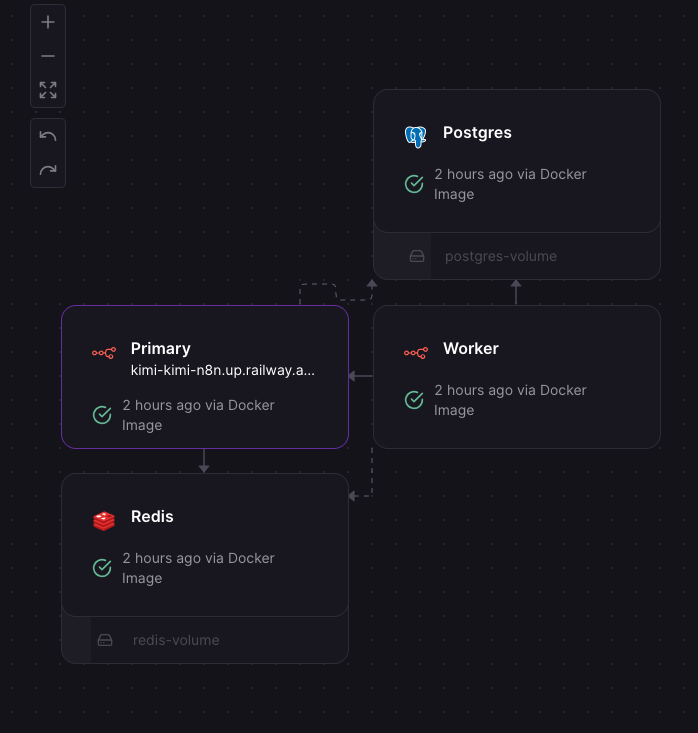 Postgres
2 hours ago via Docker
Image
postgres-volume
Primary
kimi-kimi-n8n.up.railway.a...
2 hours ago via Docker
Image
Worker
2 hours ago via Docker
Image
Redis
2 hours ago via Docker
Image
redis-volume